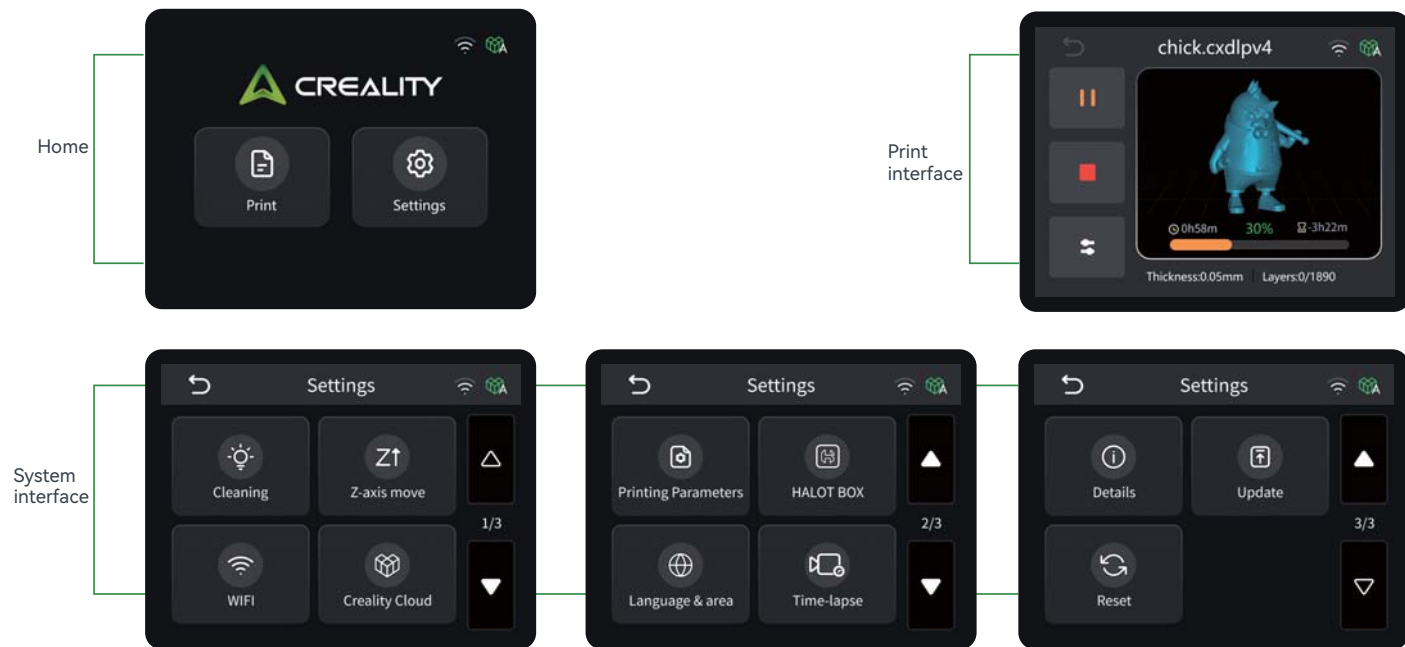 Home
CREALITY
Print
Settings
Print
interface
chick.cxdlpv4
0h58m
30%
-3h22m
Thickness:0.05mm
Layers:0/1890
System
interface
Settings
Cleaning
Z-axis move
1/3
WIFI
Creality Cloud
Settings
Printing Parameters
HALOT BOX
2/3
Language & area
Time-lapse
Settings
Details
Update
3/3
Reset